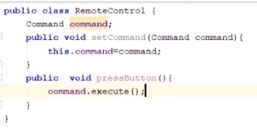 public class RemoteControl {
Command command;
public void setCommand(Command command){
this.command=command;
}
public  void pressButton(){
command.execute();
}
}